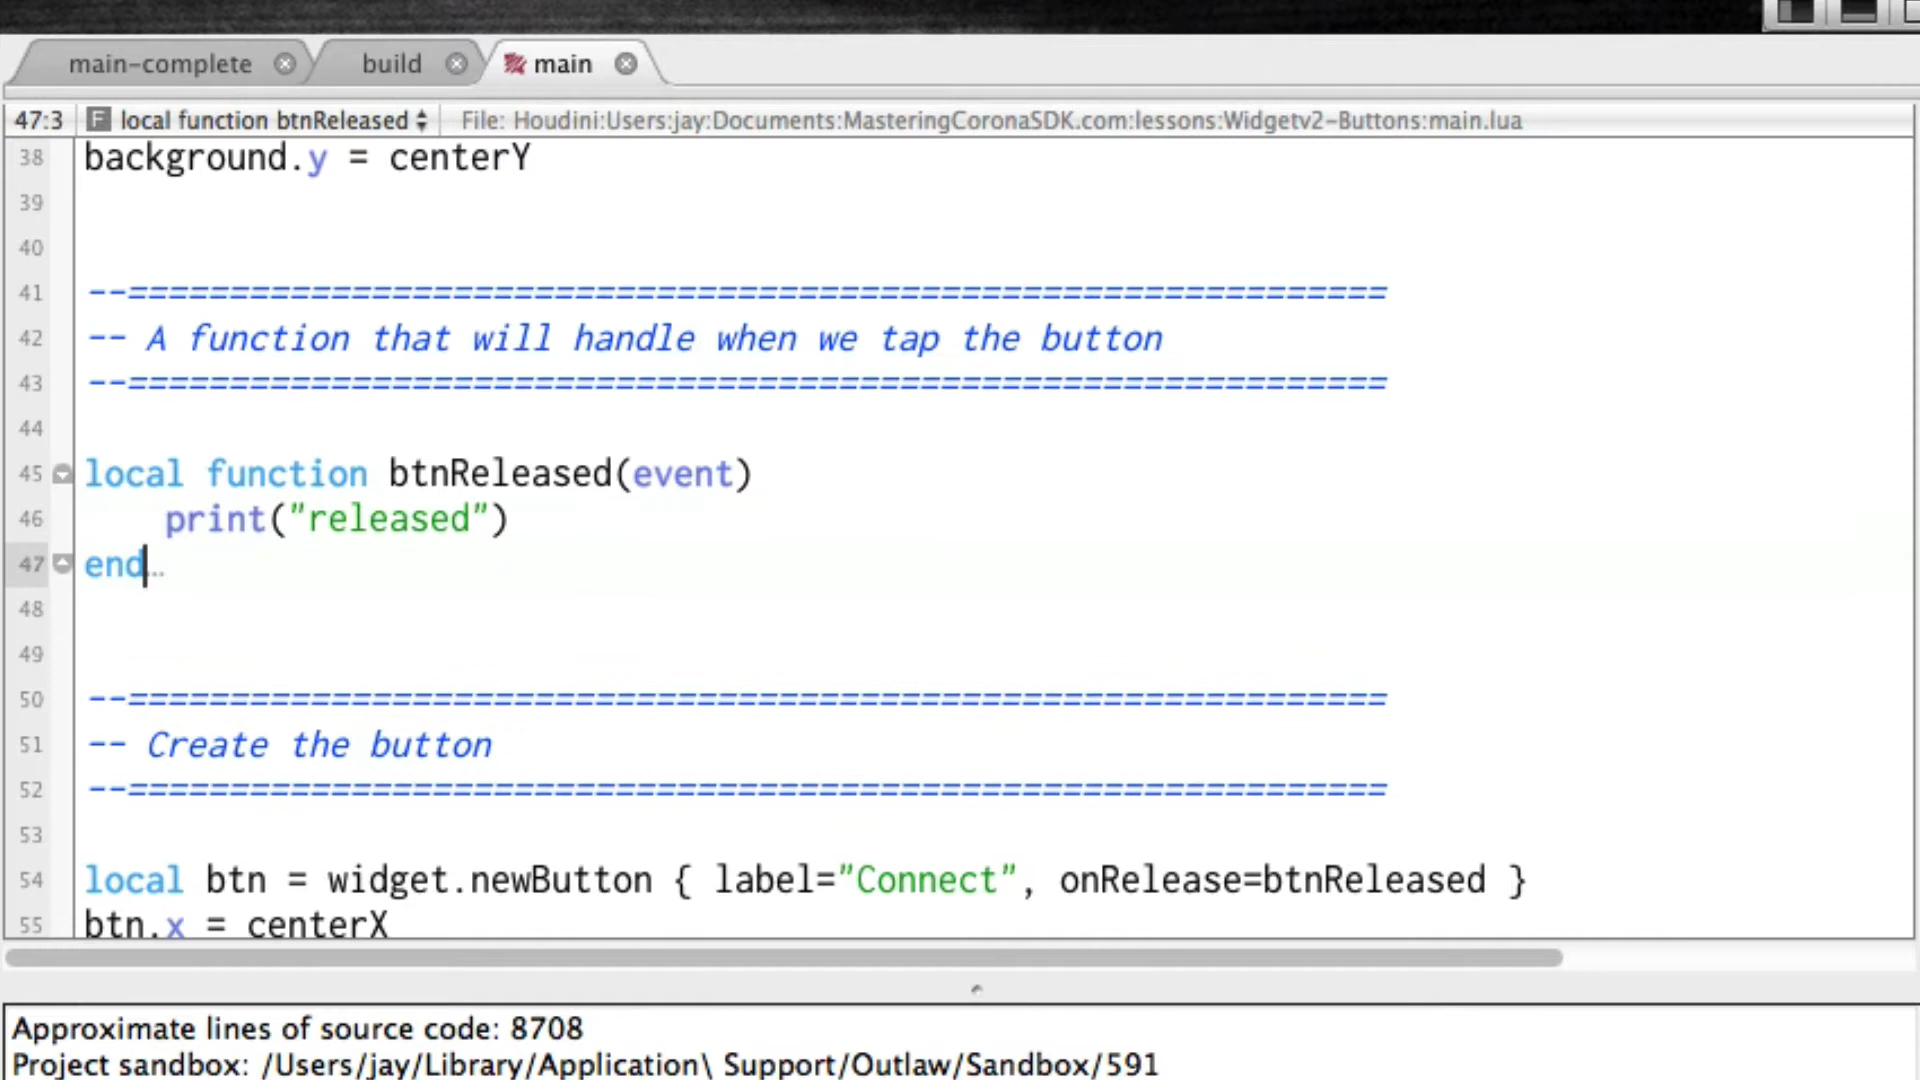 main-complete build main
47:3 F local function btnReleased File: Houdini:Users:jay:Documents:MasteringCoronaSDK.com:lessons:Widgetv2-Buttons:main.lua
38 background.y = centerY
39
40
41 --===============================================================
42 -- A function that will handle when we tap the button
43 --===============================================================
44
45 local function btnReleased(event)
46 print("released")
47 end…
48
49
50 --===============================================================
51 -- Create the button
52 --===============================================================
53
54 local btn = widget.newButton { label="Connect", onRelease=btnReleased }
55 btn.x = centerX
Approximate lines of source code: 8708
Project sandbox: /Users/jay/Library/Application\ Support/Outlaw/Sandbox/591